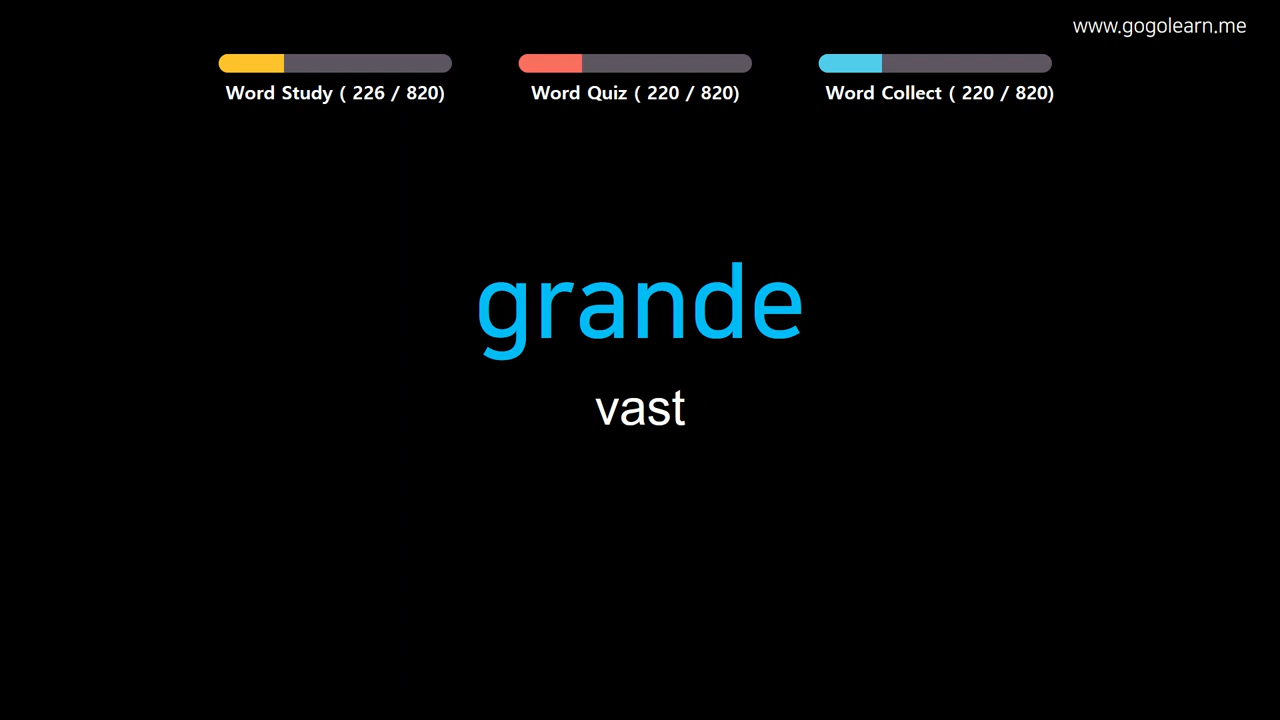 www.gogolearn.me
Word Study ( 226 / 820)
Word Quiz ( 220 / 820)
Word Collect ( 220 / 820)
grande
vast